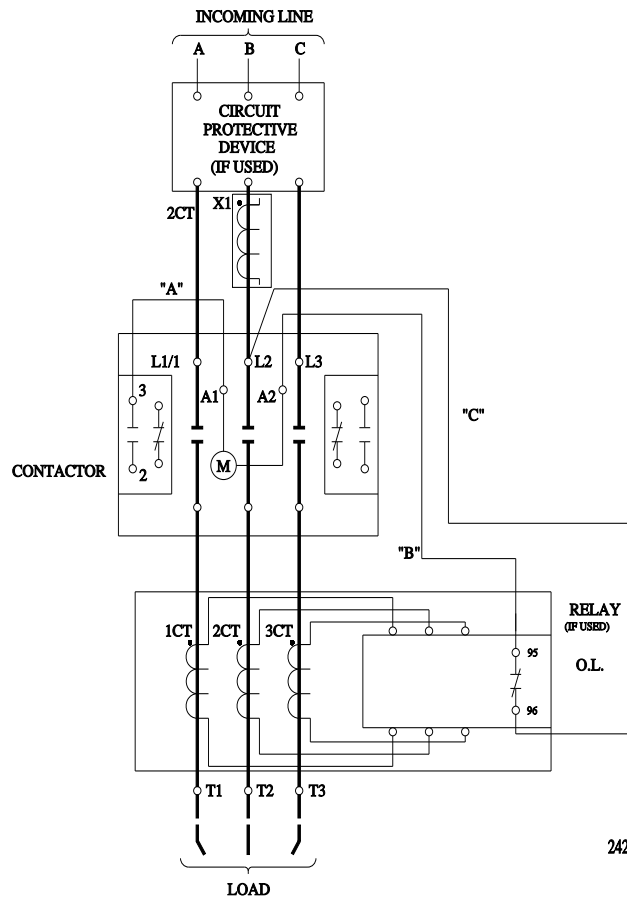 INCOMING LINE
A B C
CIRCUIT
PROTECTIVE
DEVICE
(IF USED)
2CT X1
"A"
L1/1 L2 L3
3 A1 A2
"C"
M
2
CONTACTOR
"B"
RELAY
(IF USED)
1CT 2CT 3CT
95
O.L.
96
T1 T2 T3
242
LOAD